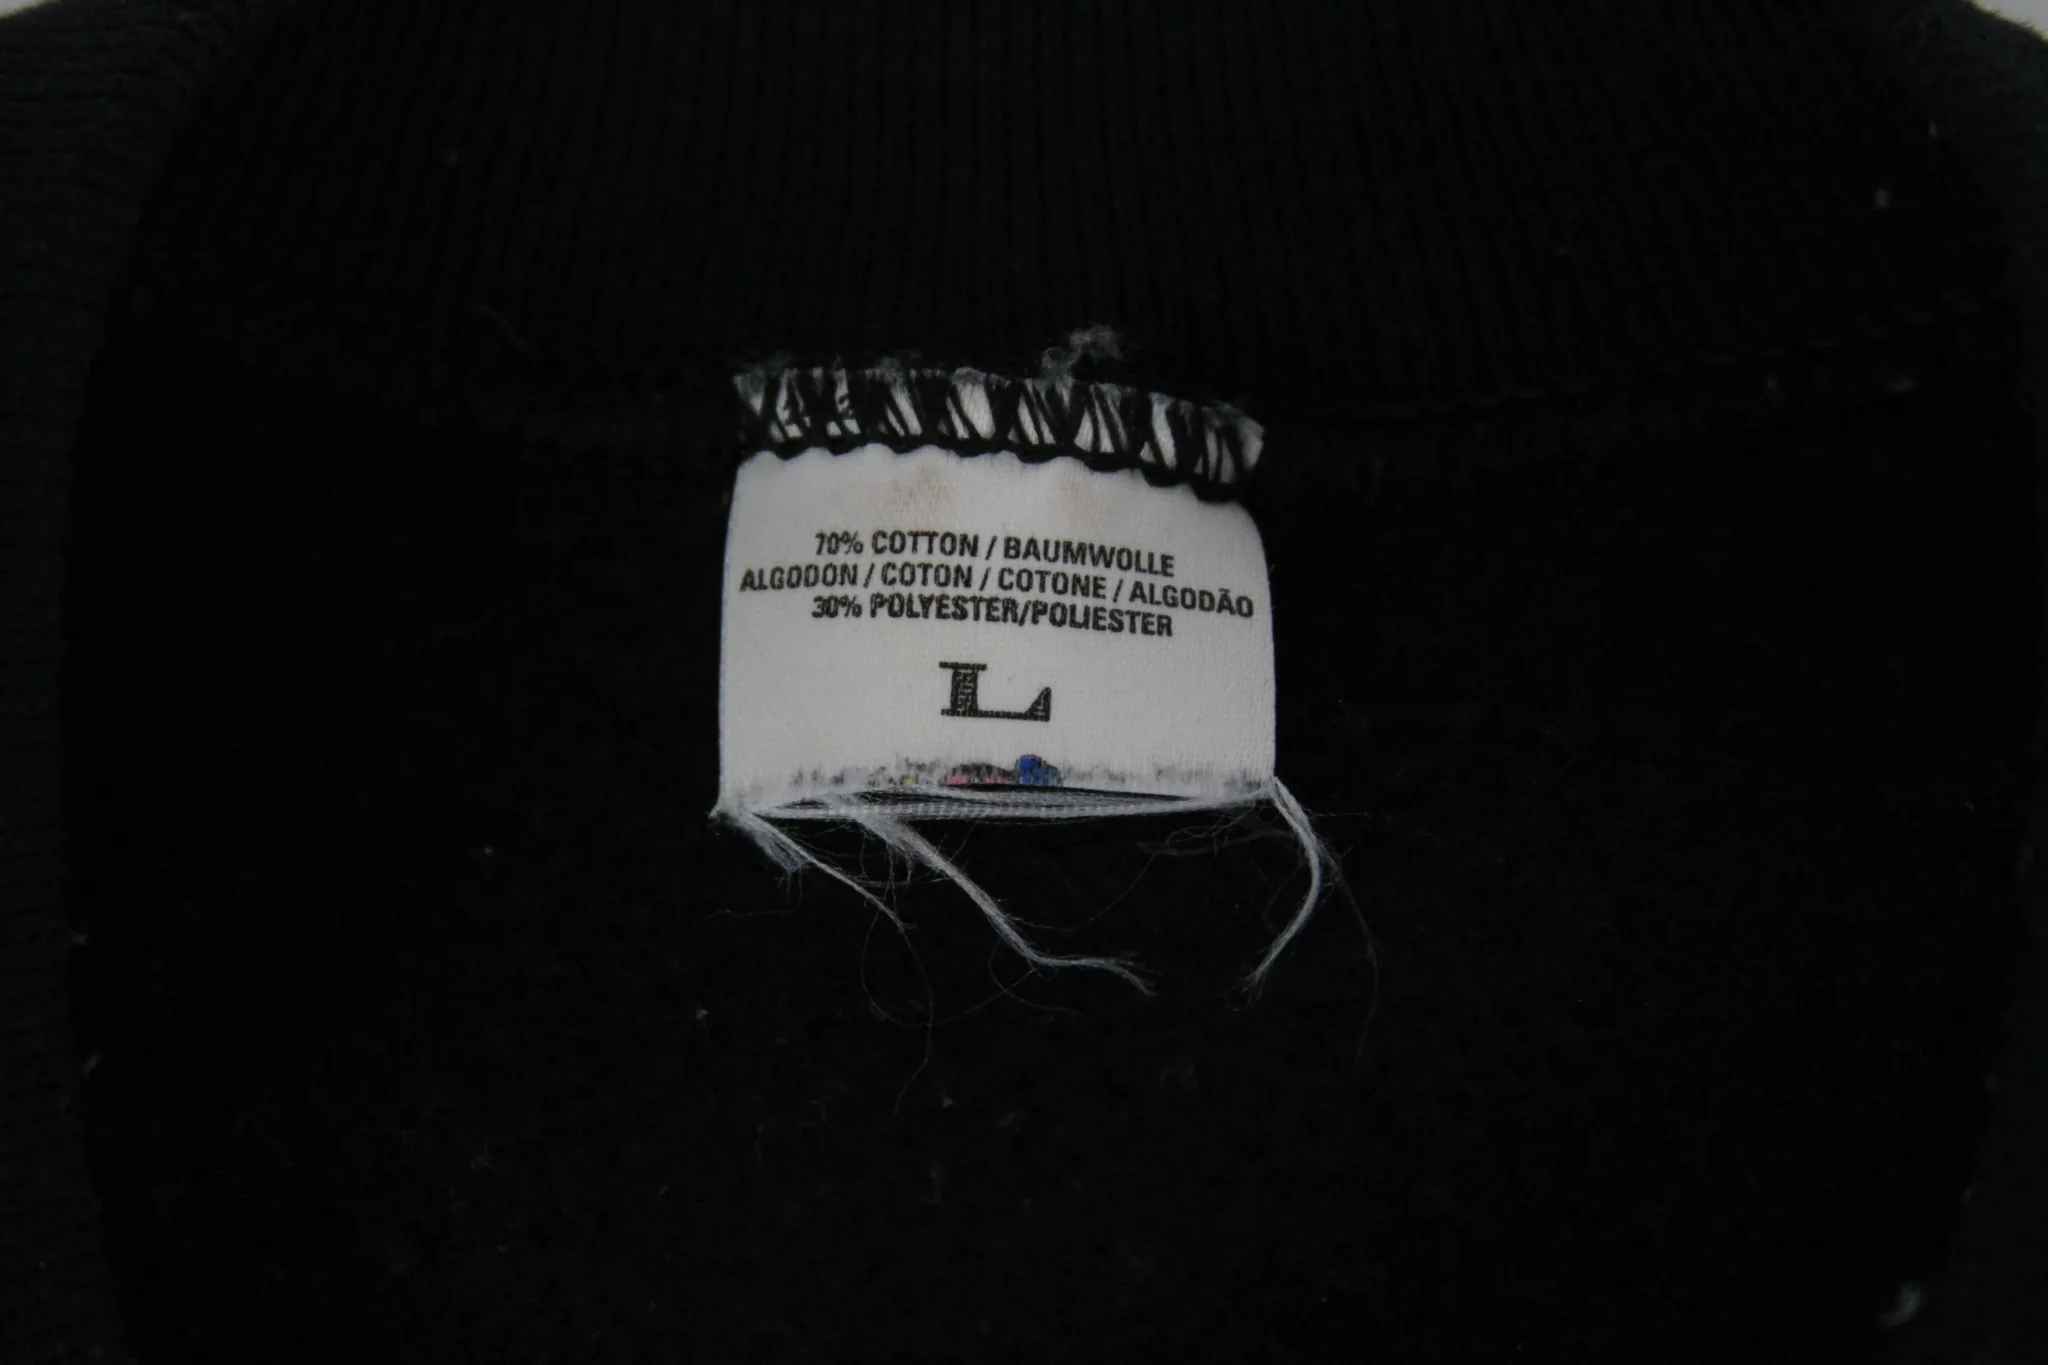 70% COTTON / BAUMWOLLE
ALGODON / COTON / COTONE / ALGODÃO
30% POLYESTER/POLIESTER
L